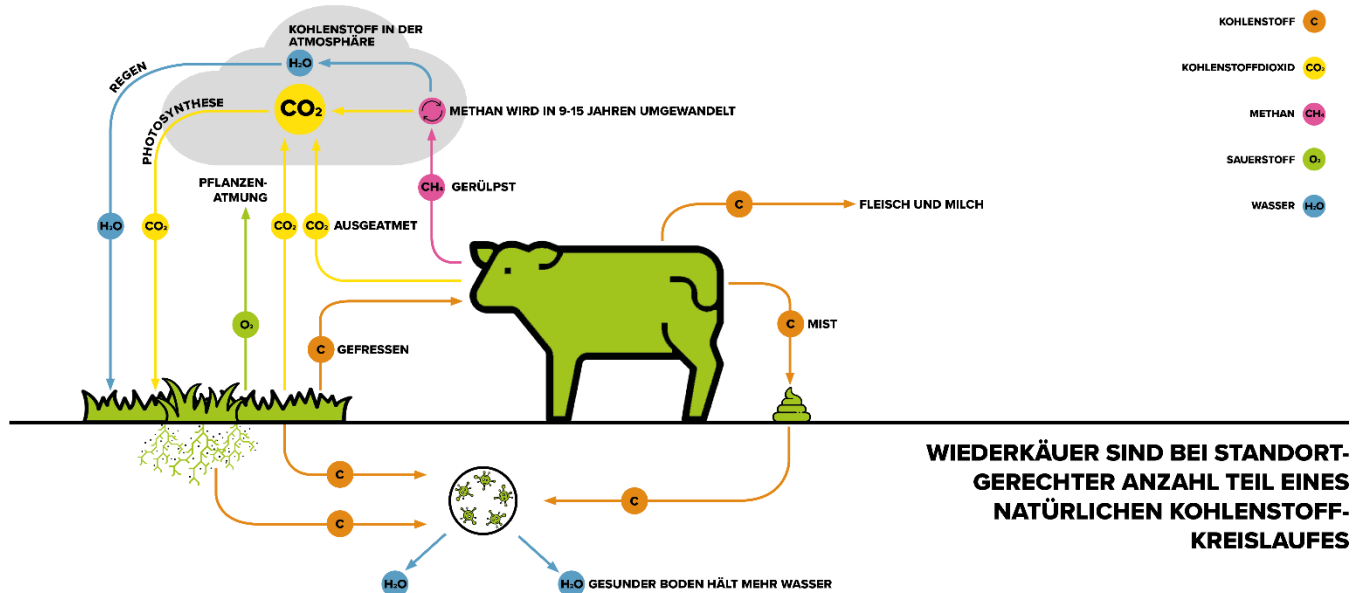 KOHLENSTOFF IN DER
ATMOSPHÄRE
H₂O
REGEN
PHOTOSYNTHESE
CO₂
METHAN WIRD IN 9-15 JAHREN UMGEWANDELT
PFLANZEN-
ATMUNG
CH₄ GERÜLPST
H₂O
CO₂
CO₂
CO₂ AUSGEATMET
C
FLEISCH UND MILCH
O₂
C GEFRESSEN
C MIST
C
C
C
H₂O
H₂O GESUNDER BODEN HÄLT MEHR WASSER
KOHLENSTOFF C
KOHLENSTOFFDIOXID CO₂
METHAN CH₄
SAUERSTOFF O₂
WASSER H₂O
WIEDERKÄUER SIND BEI STANDORT-
GERECHTER ANZAHL TEIL EINES
NATÜRLICHEN KOHLENSTOFF-
KREISLAUFES